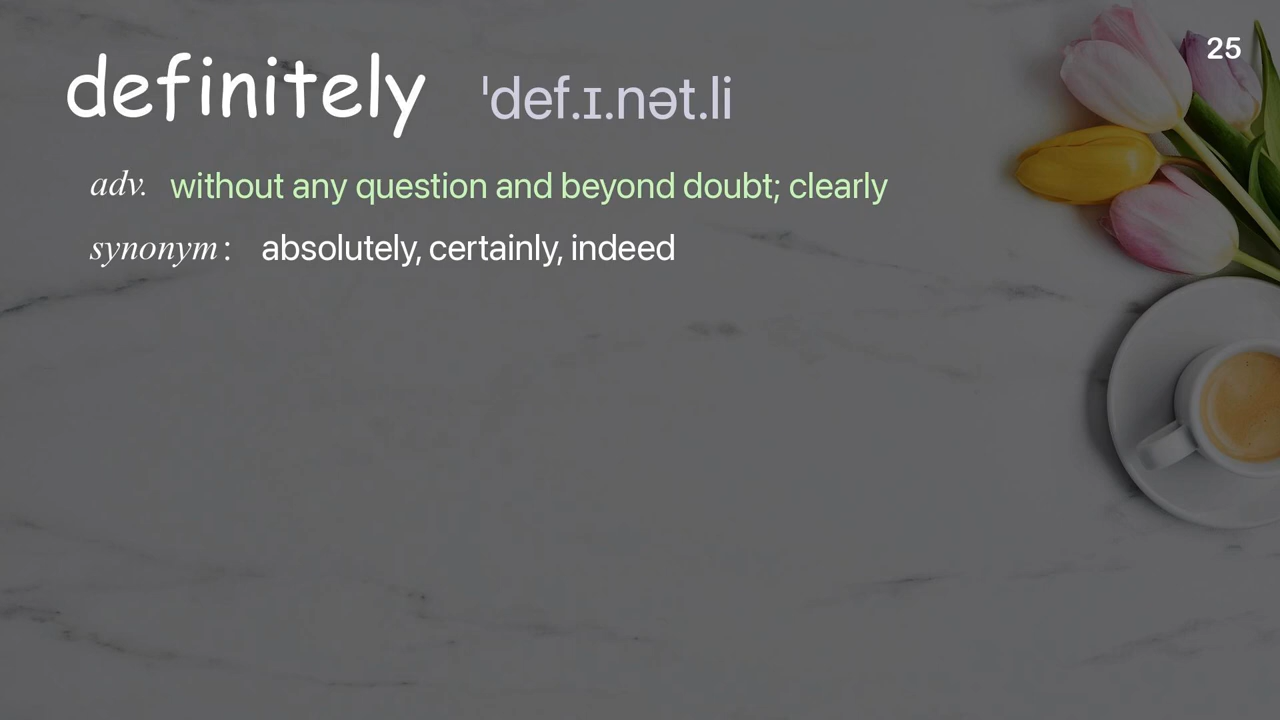 25
definitely ˈdef.ɪ.nət.li
adv. without any question and beyond doubt; clearly
synonym: absolutely, certainly, indeed